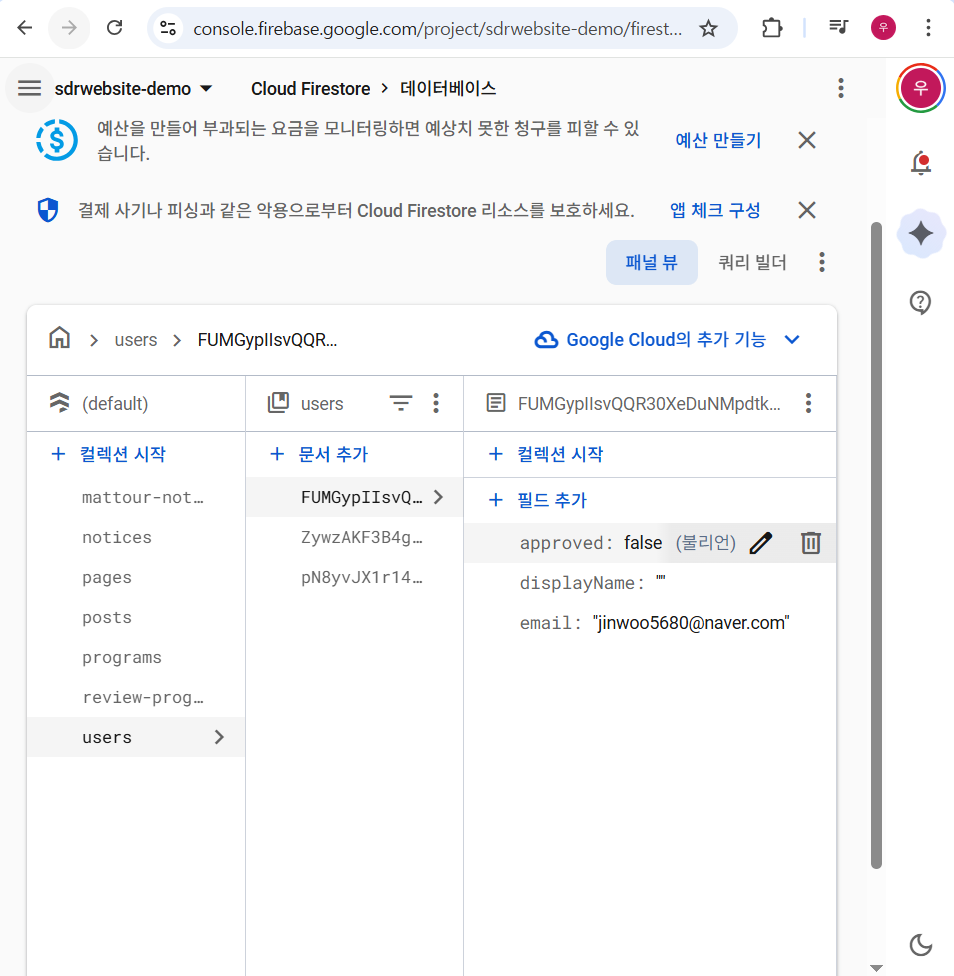 console.firebase.google.com/project/sdrwebsite-demo/firest...
우
sdrwebsite-demo
Cloud Firestore
데이터베이스
우
예산을 만들어 부과되는 요금을 모니터링하면 예상치 못한 청구를 피할 수 있
습니다.
예산 만들기
결제 사기나 피싱과 같은 악용으로부터 Cloud Firestore 리소스를 보호하세요.
앱 체크 구성
패널 뷰
쿼리 빌더
users
FUMGypIIsvQQR...
Google Cloud의 추가 기능
(default)
users
FUMGypIIsvQQR30XeDuNMpdtk...
+ 컬렉션 시작
+ 문서 추가
+ 컬렉션 시작
mattour-not...
notices
pages
posts
programs
review-prog...
users
FUMGypIIsvQ...
ZywzAKF3B4g...
pN8yvJX1r14...
+ 필드 추가
approved: false (불리언)
displayName: ""
email: "jinwoo5680@naver.com"